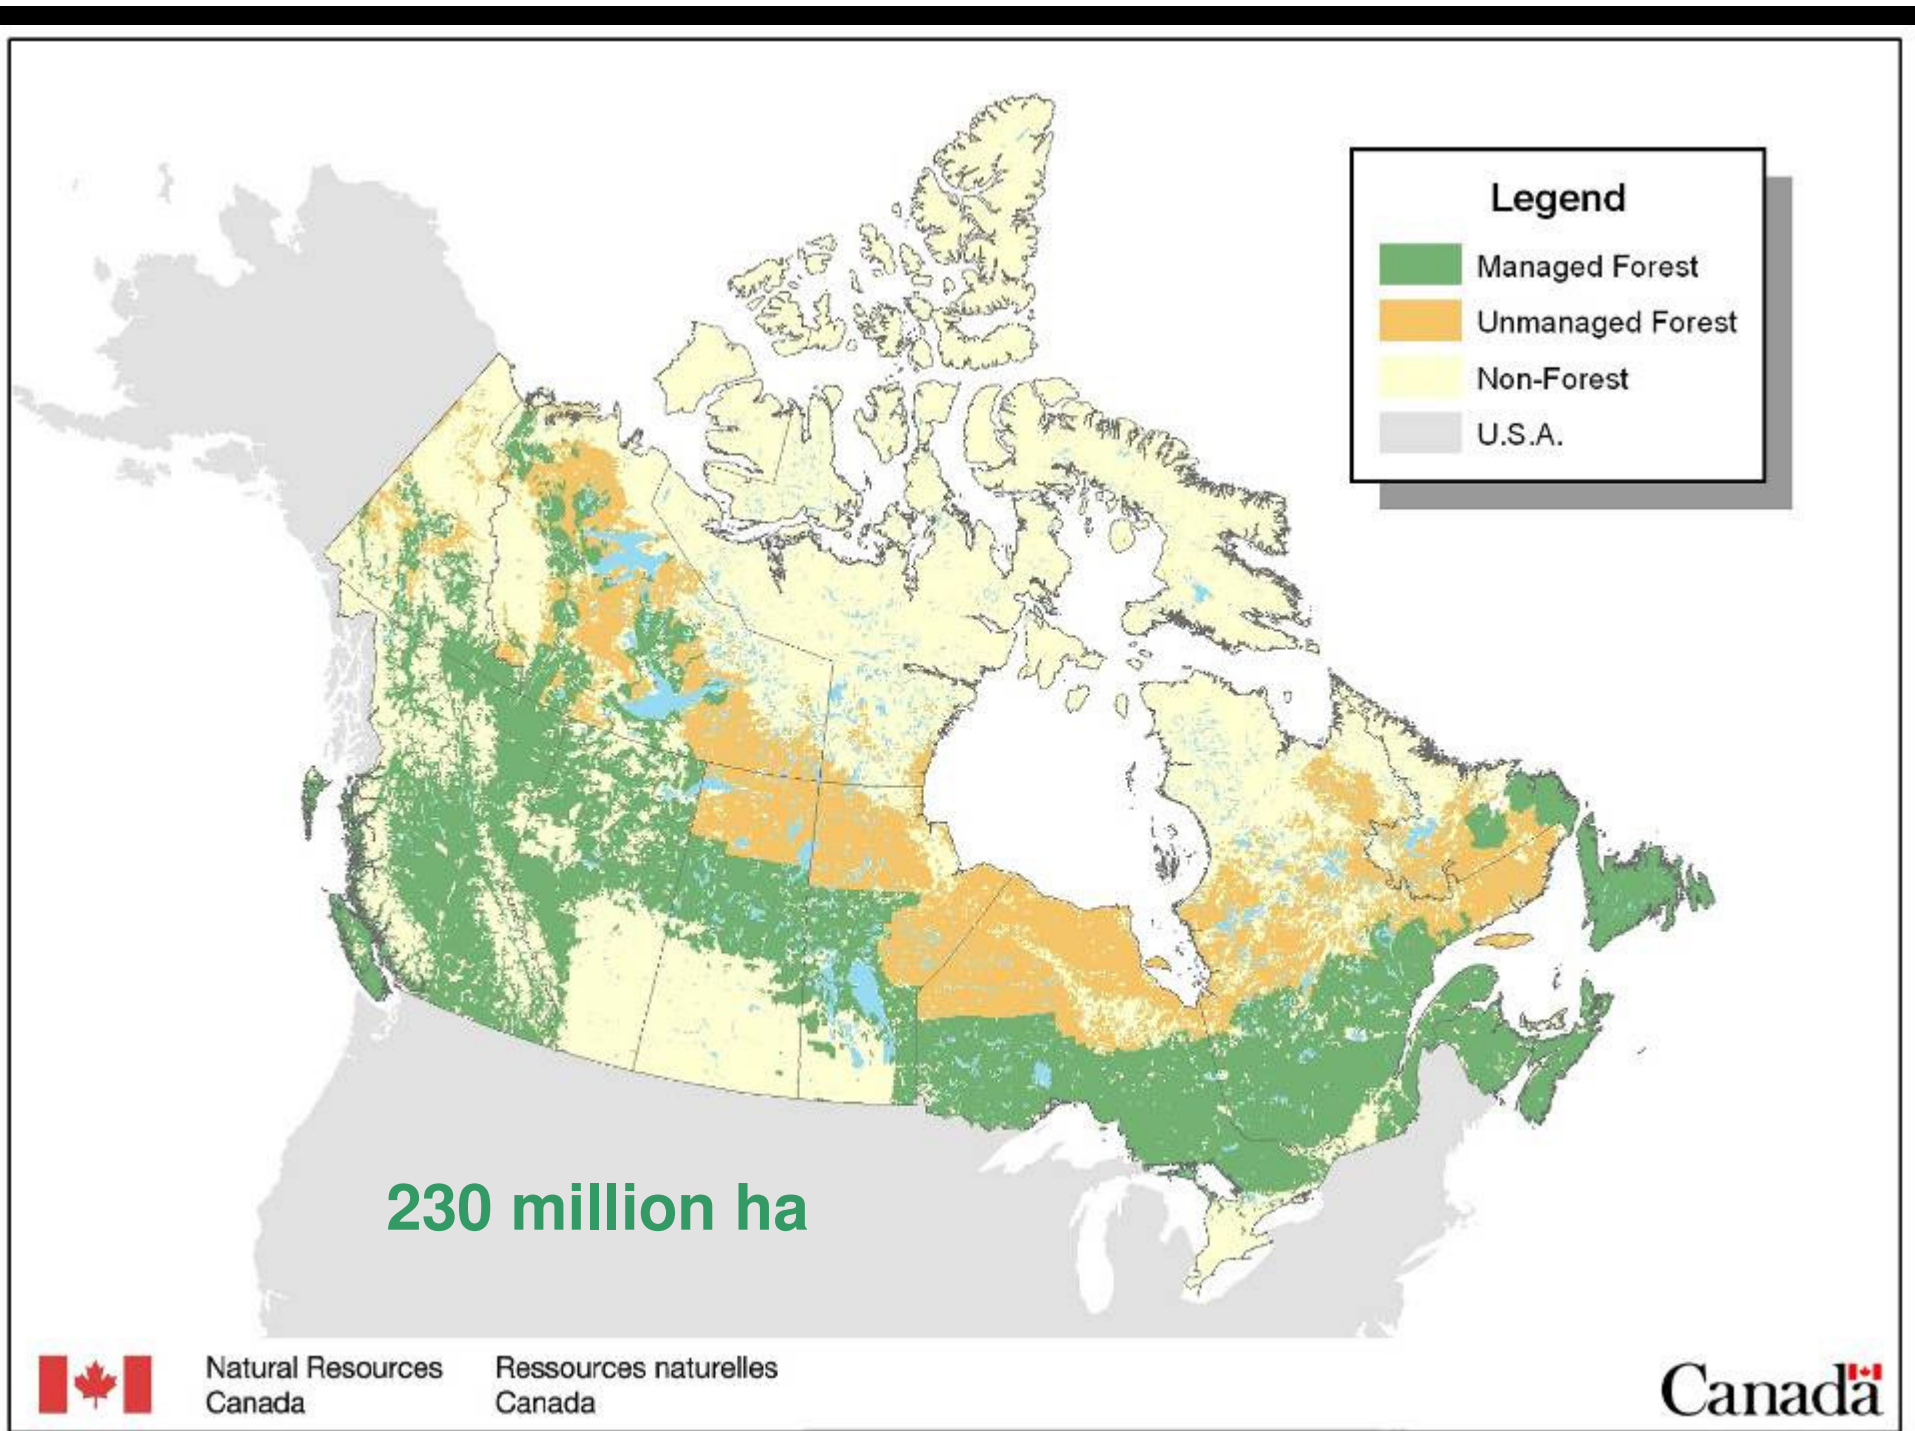 Legend
Managed Forest
Unmanaged Forest
Non-Forest
U.S.A.
230 million ha
Natural Resources
Canada
Ressources naturelles
Canada
Canada